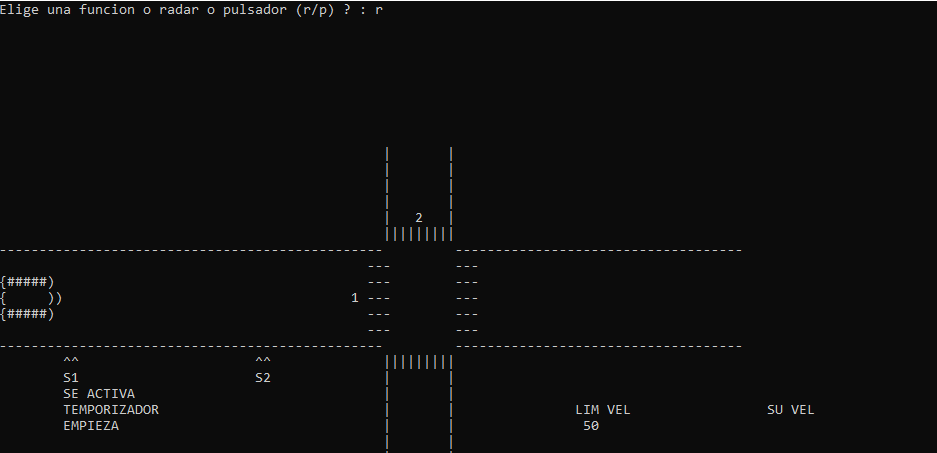 Elige una funcion o radar o pulsador (r/p) ? : r
|       |
|       |
|       |
|       |
|   2   |
|||||||||
------------------------------------------------         ------------------------------------
---        ---
{#####)                                       ---        ---
{     ))                                    1 ---        ---
{#####)                                       ---        ---
---        ---
------------------------------------------------         ------------------------------------
^^                      ^^              |||||||||
S1                      S2              |       |
SE ACTIVA                               |       |
TEMPORIZADOR                            |       |               LIM VEL                 SU VEL
EMPIEZA                                 |       |                50
|       |